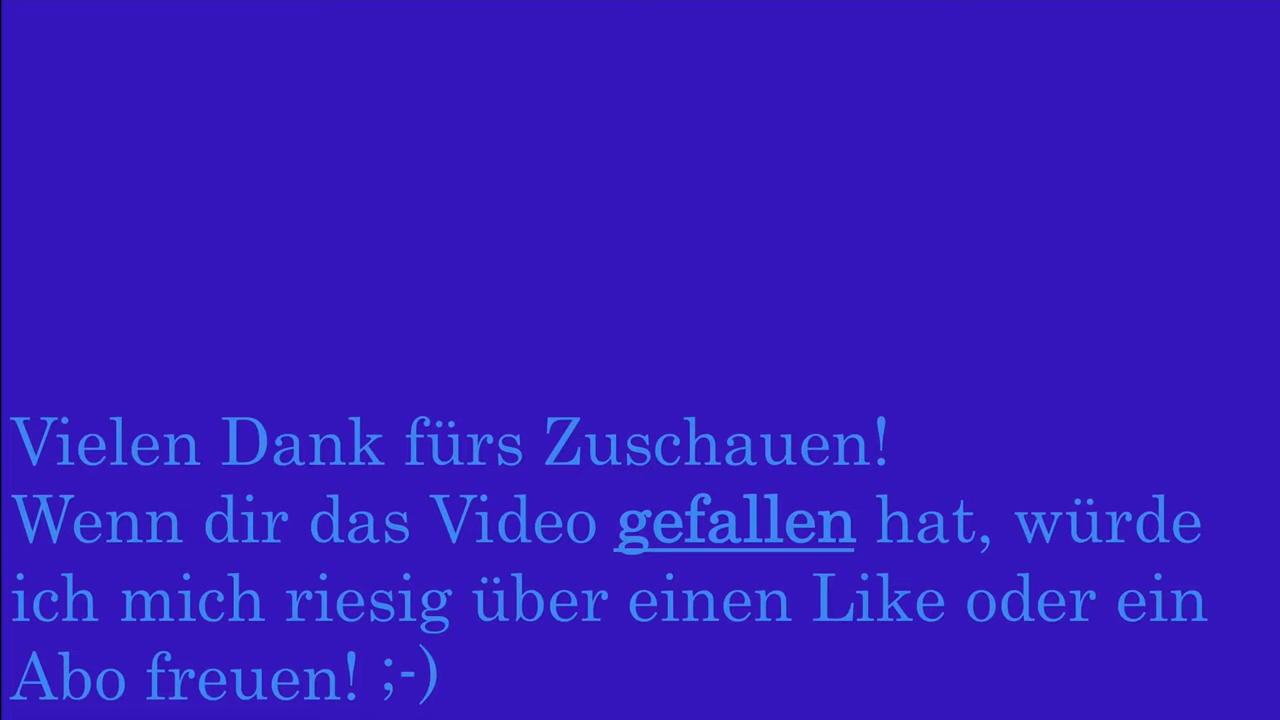 Vielen Dank fürs Zuschauen!
Wenn dir das Video gefallen hat, würde
ich mich riesig über einen Like oder ein
Abo freuen! ;-)